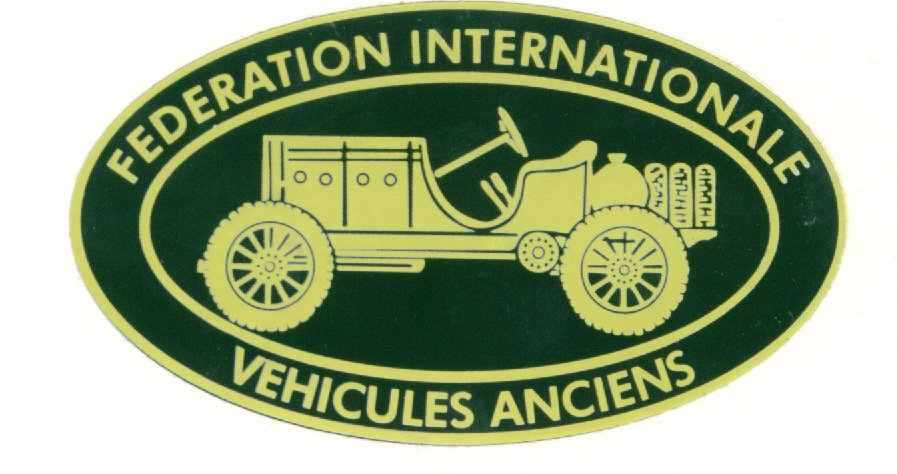 FEDERATION INTERNATIONALE
VEHICULES ANCIENS